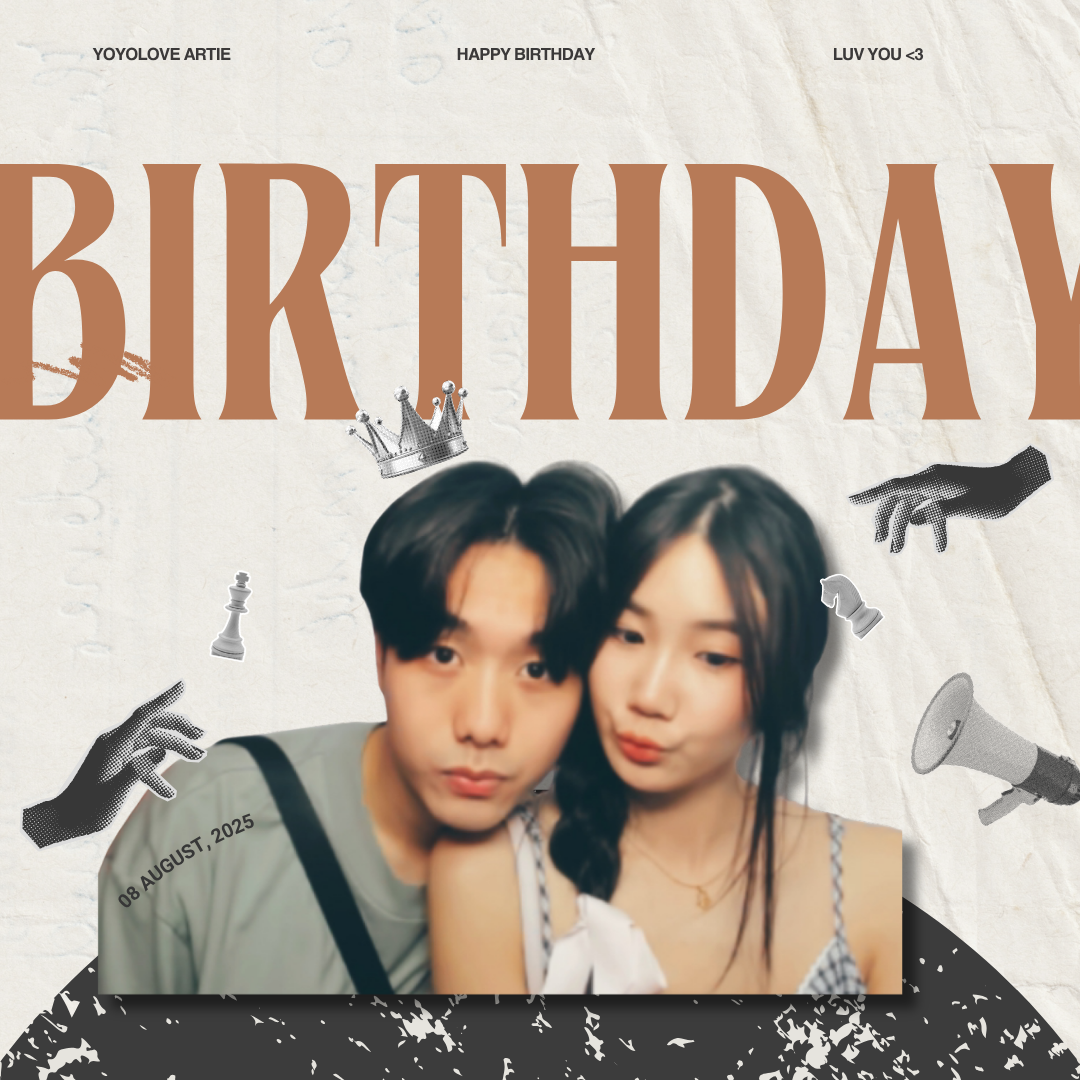 YOYOLOVE ARTIE
HAPPY BIRTHDAY
LUV YOU <3
BIRTHDAY
08 AUGUST, 2025